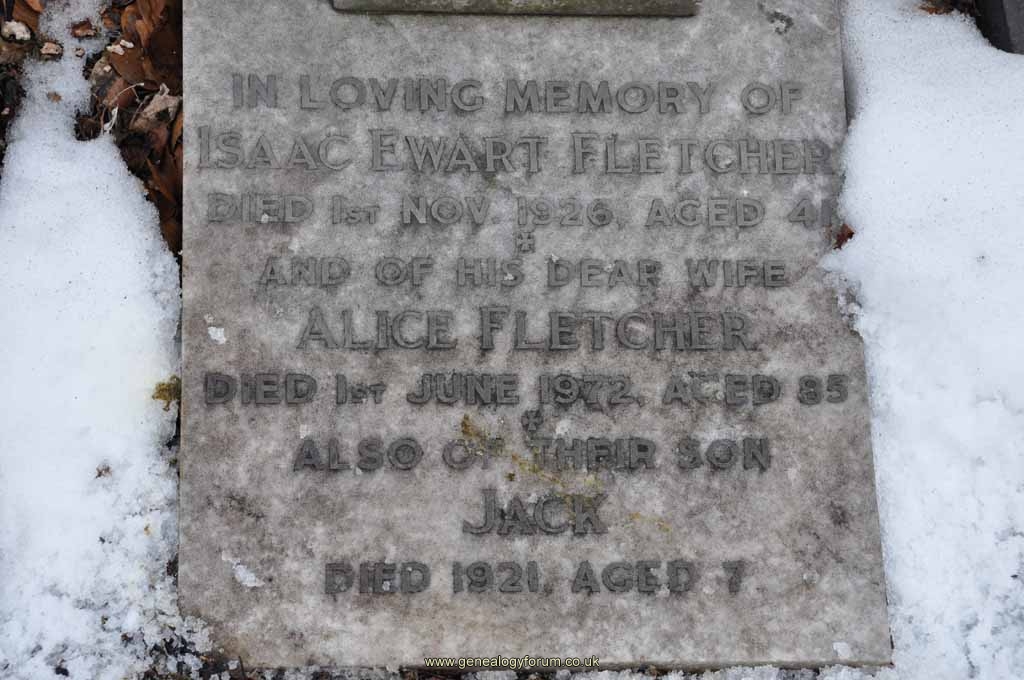 IN LOVING MEMORY OF
ISAAC EWART FLETCHER
DIED 1ST NOV. 1926, AGED 41
AND OF HIS DEAR WIFE
ALICE FLETCHER
DIED 1ST JUNE 1972, AGED 85
ALSO OF THEIR SON
JACK
DIED 1921, AGED 7
www.genealogyforum.co.uk